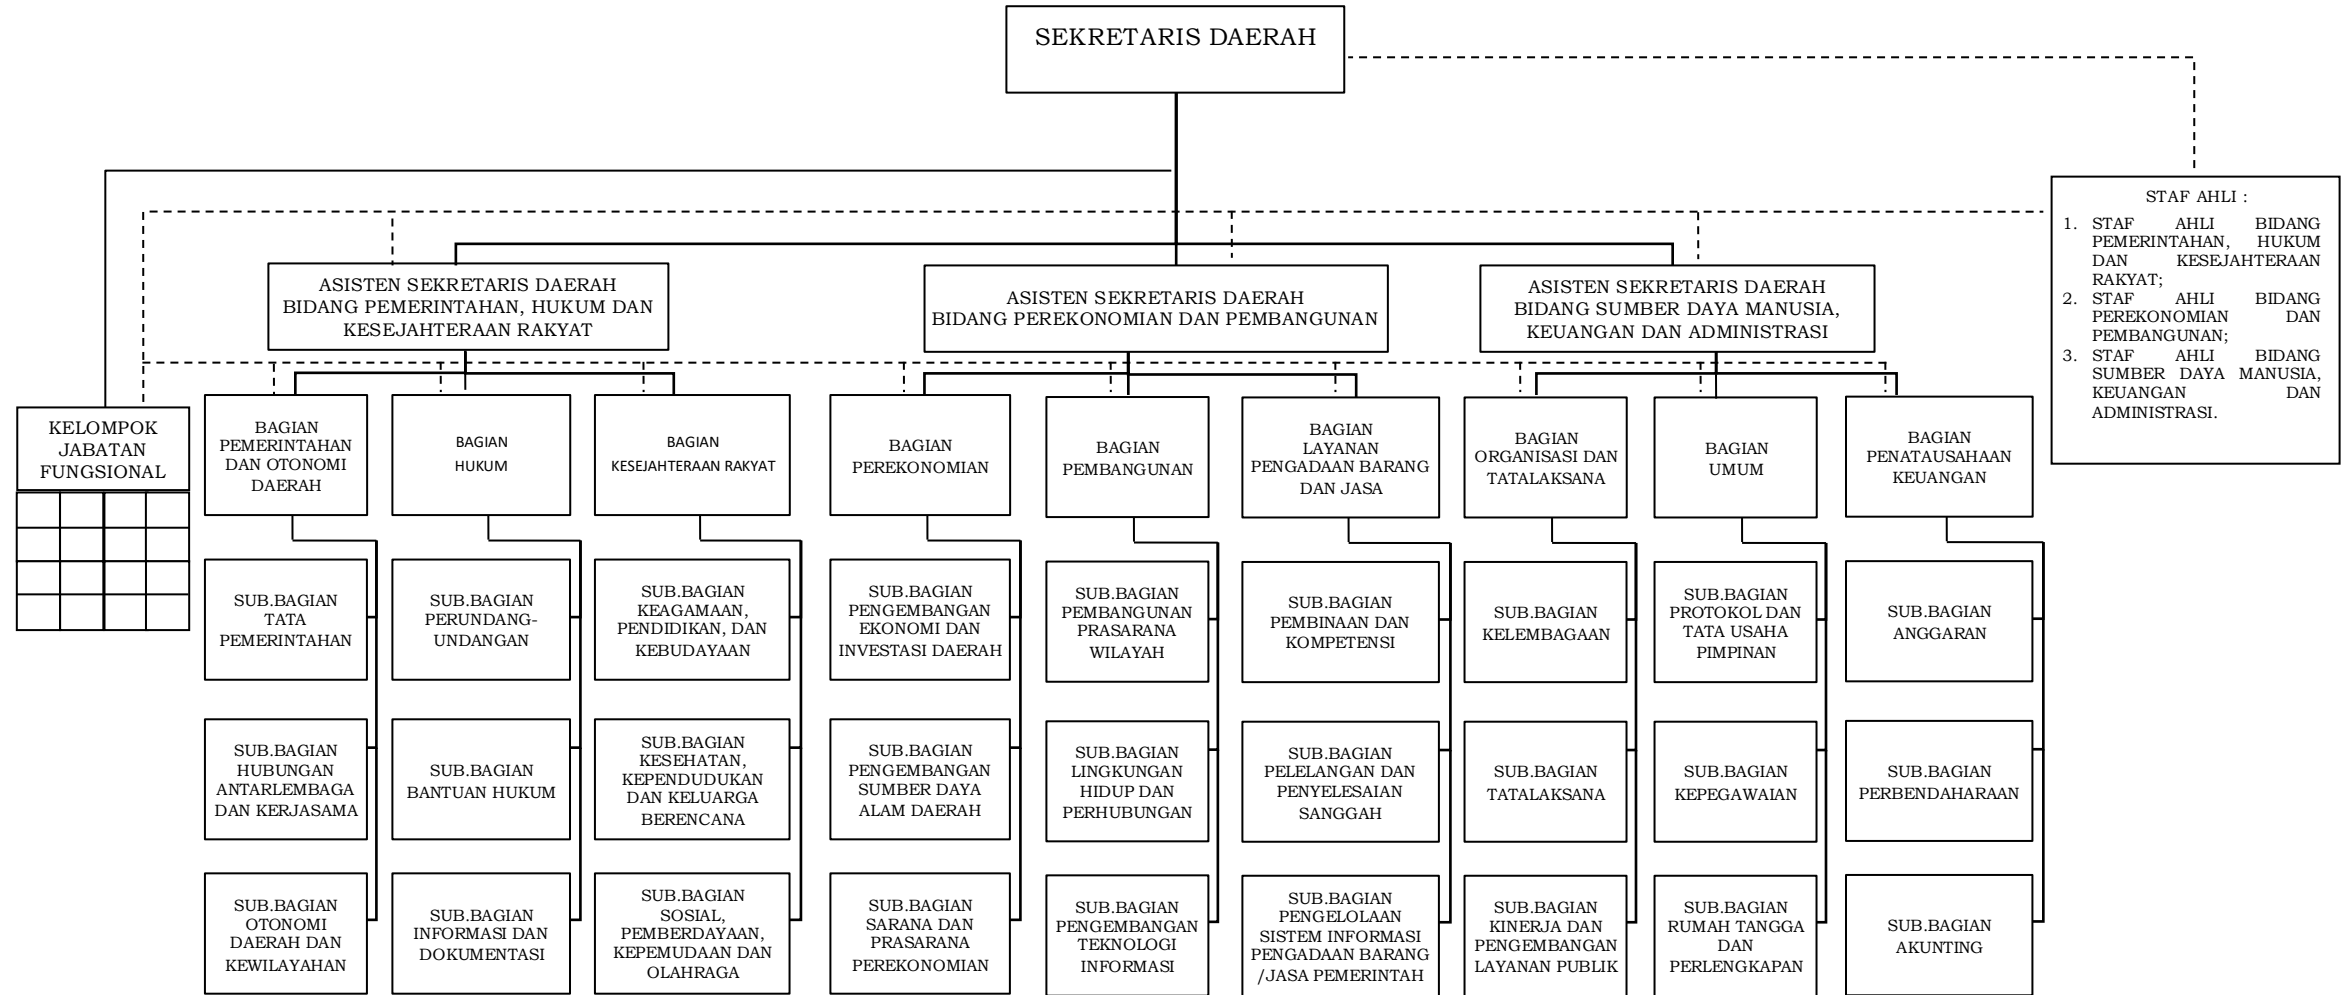 SEKRETARIS DAERAH
STAF AHLI :
1. STAF AHLI BIDANG
PEMERINTAHAN, HUKUM
DAN KESEJAHTERAAN
RAKYAT;
2. STAF AHLI BIDANG
PEREKONOMIAN DAN
PEMBANGUNAN;
3. STAF AHLI BIDANG
SUMBER DAYA MANUSIA,
KEUANGAN DAN
ADMINISTRASI.
ASISTEN SEKRETARIS DAERAH
BIDANG PEMERINTAHAN, HUKUM DAN
KESEJAHTERAAN RAKYAT
ASISTEN SEKRETARIS DAERAH
BIDANG PEREKONOMIAN DAN PEMBANGUNAN
ASISTEN SEKRETARIS DAERAH
BIDANG SUMBER DAYA MANUSIA,
KEUANGAN DAN ADMINISTRASI
KELOMPOK
JABATAN
FUNGSIONAL
BAGIAN
PEMERINTAHAN
DAN OTONOMI
DAERAH
BAGIAN
HUKUM
BAGIAN
KESEJAHTERAAN RAKYAT
BAGIAN
PEREKONOMIAN
BAGIAN
PEMBANGUNAN
BAGIAN
LAYANAN
PENGADAAN BARANG
DAN JASA
BAGIAN
ORGANISASI DAN
TATALAKSANA
BAGIAN
UMUM
BAGIAN
PENATAUSAHAAN
KEUANGAN
SUB.BAGIAN
TATA
PEMERINTAHAN
SUB.BAGIAN
PERUNDANG-
UNDANGAN
SUB.BAGIAN
KEAGAMAAN,
PENDIDIKAN, DAN
KEBUDAYAAN
SUB.BAGIAN
PENGEMBANGAN
EKONOMI DAN
INVESTASI DAERAH
SUB.BAGIAN
PEMBANGUNAN
PRASARANA
WILAYAH
SUB.BAGIAN
PEMBINAAN DAN
KOMPETENSI
SUB.BAGIAN
KELEMBAGAAN
SUB.BAGIAN
PROTOKOL DAN
TATA USAHA
PIMPINAN
SUB.BAGIAN
ANGGARAN
SUB.BAGIAN
HUBUNGAN
ANTARLEMBAGA
DAN KERJASAMA
SUB.BAGIAN
BANTUAN HUKUM
SUB.BAGIAN
KESEHATAN,
KEPENDUDUKAN
DAN KELUARGA
BERENCANA
SUB.BAGIAN
PENGEMBANGAN
SUMBER DAYA
ALAM DAERAH
SUB.BAGIAN
LINGKUNGAN
HIDUP DAN
PERHUBUNGAN
SUB.BAGIAN
PELELANGAN DAN
PENYELESAIAN
SANGGAH
SUB.BAGIAN
TATALAKSANA
SUB.BAGIAN
KEPEGAWAIAN
SUB.BAGIAN
PERBENDAHARAAN
SUB.BAGIAN
OTONOMI
DAERAH DAN
KEWILAYAHAN
SUB.BAGIAN
INFORMASI DAN
DOKUMENTASI
SUB.BAGIAN
SOSIAL,
PEMBERDAYAAN,
KEPEMUDAAN DAN
OLAHRAGA
SUB.BAGIAN
SARANA DAN
PRASARANA
PEREKONOMIAN
SUB.BAGIAN
PENGEMBANGAN
TEKNOLOGI
INFORMASI
SUB.BAGIAN
PENGELOLAAN
SISTEM INFORMASI
PENGADAAN BARANG
/JASA PEMERINTAH
SUB.BAGIAN
KINERJA DAN
PENGEMBANGAN
LAYANAN PUBLIK
SUB.BAGIAN
RUMAH TANGGA
DAN
PERLENGKAPAN
SUB.BAGIAN
AKUNTING